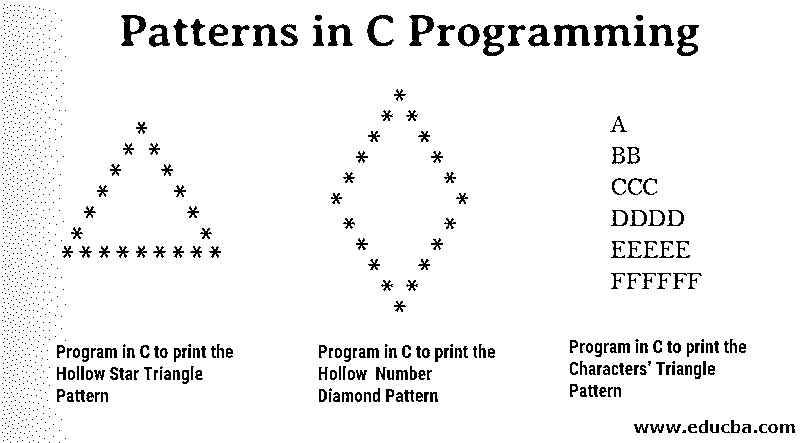 Patterns in C Programming
*
* *
* *
* *
* *
* *
* * * * * * * * *
*
* *
* *
* *
* *
* *
* *
* *
* *
* *
*
A
BB
CCC
DDDD
EEEEE
FFFFFF
Program in C to print the
Hollow Star Triangle
Pattern
Program in C to print the
Hollow Number
Diamond Pattern
Program in C to print the
Characters' Triangle
Pattern
www.educba.com